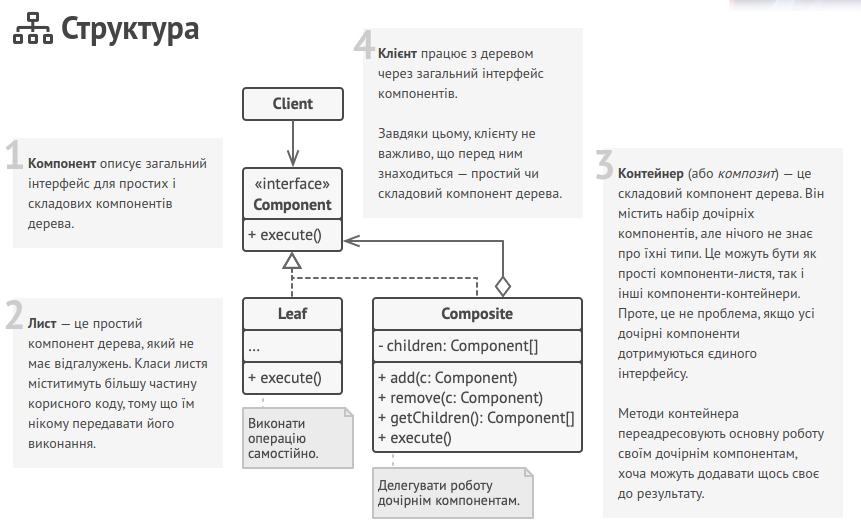 Структура
1
Компонент описує загальний
інтерфейс для простих і
складових компонентів
дерева.
2
Лист — це простий
компонент дерева, який не
має відгалужень. Класи листя
міститимуть більшу частину
корисного коду, тому що їм
нікому передавати його
виконання.
Client
«interface»
Component
+ execute()
Leaf
...
+ execute()
Виконати
операцію
самостійно.
Composite
- children: Component[]
+ add(c: Component)
+ remove(c: Component)
+ getChildren(): Component[]
+ execute()
Делегувати роботу
дочірнім компонентам.
4
Клієнт працює з деревом
через загальний інтерфейс
компонентів.
Завдяки цьому, клієнту не
важливо, що перед ним
знаходиться — простий чи
складовий компонент дерева.
3
Контейнер (або композит) — це
складовий компонент дерева. Він
містить набір дочірніх
компонентів, але нічого не знає
про їхні типи. Це можуть бути як
прості компоненти-листя, так і
інші компоненти-контейнери.
Проте, це не проблема, якщо усі
дочірні компоненти
дотримуються єдиного
інтерфейсу.
Методи контейнера
переадресовують основну роботу
своїм дочірнім компонентам,
хоча можуть додавати щось своє
до результату.